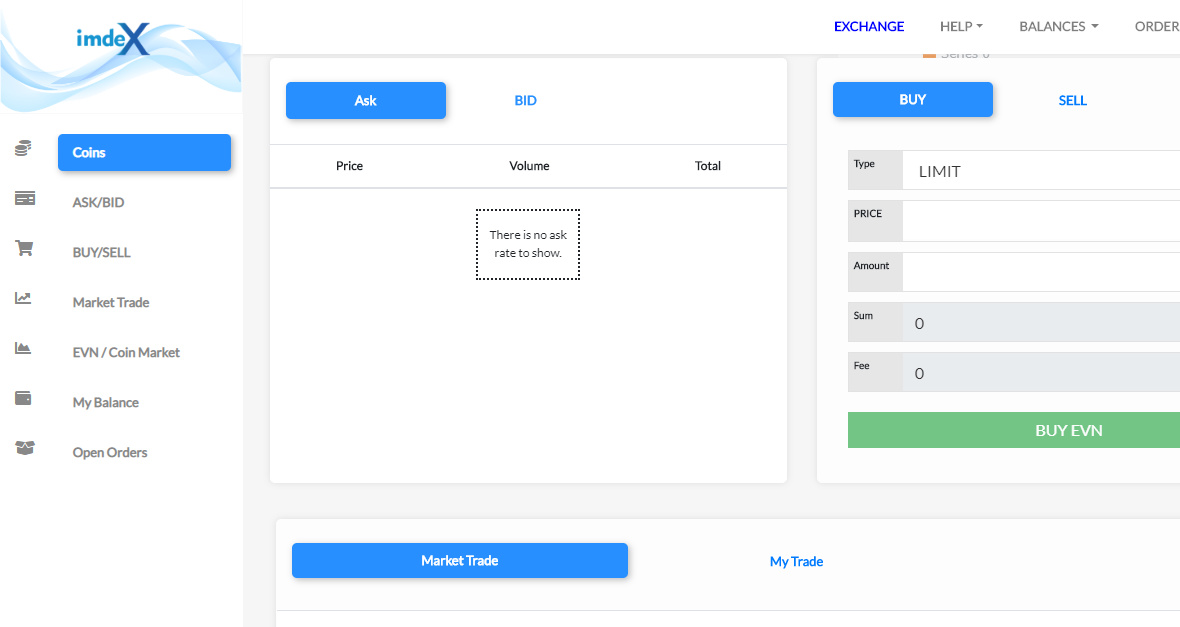 imdeX
EXCHANGE
HELP
BALANCES
ORDER
Series 0
Coins
ASK/BID
BUY/SELL
Market Trade
EVN / Coin Market
My Balance
Open Orders
Ask
BID
Price
Volume
Total
There is no ask
rate to show.
BUY
SELL
Type
LIMIT
PRICE
Amount
Sum
0
Fee
0
BUY EVN
Market Trade
My Trade